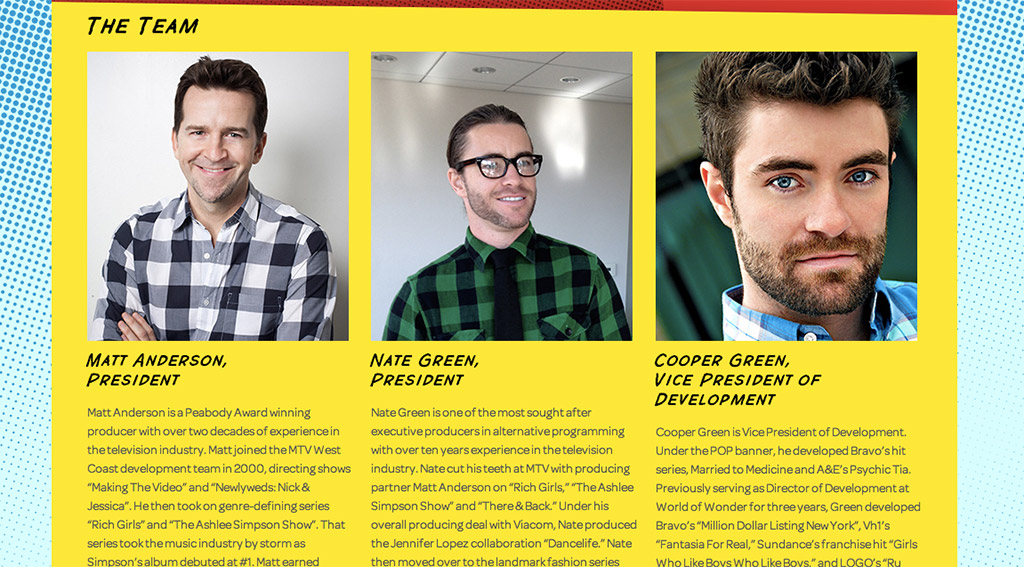 The Team
Matt Anderson,
President
Matt Anderson is a Peabody Award winning
producer with over two decades of experience in
the television industry. Matt joined the MTV West
Coast development team in 2000, directing shows
“Making The Video” and “Newlyweds: Nick &
Jessica”. He then took on genre-defining series
“Rich Girls” and “The Ashlee Simpson Show”. That
series took the music industry by storm as
Simpson’s album debuted at #1. Matt earned
Nate Green,
President
Nate Green is one of the most sought after
executive producers in alternative programming
with over ten years experience in the television
industry. Nate cut his teeth at MTV with producing
partner Matt Anderson on “Rich Girls,” “The Ashlee
Simpson Show” and “There & Back.” Under his
overall producing deal with Viacom, Nate produced
the Jennifer Lopez collaboration “Dancelife.” Nate
then moved over to the landmark fashion series
Cooper Green,
Vice President of
Development
Cooper Green is Vice President of Development.
Under the POP banner, he developed Bravo’s hit
series, Married to Medicine and A&E’s Psychic Tia.
Previously serving as Director of Development at
World of Wonder for three years, Green developed
Bravo’s “Million Dollar Listing New York”, Vh1’s
“Fantasia For Real,” Sundance’s franchise hit “Girls
Who Like Boys Who Like Boys,” and LOGO’s “Ru